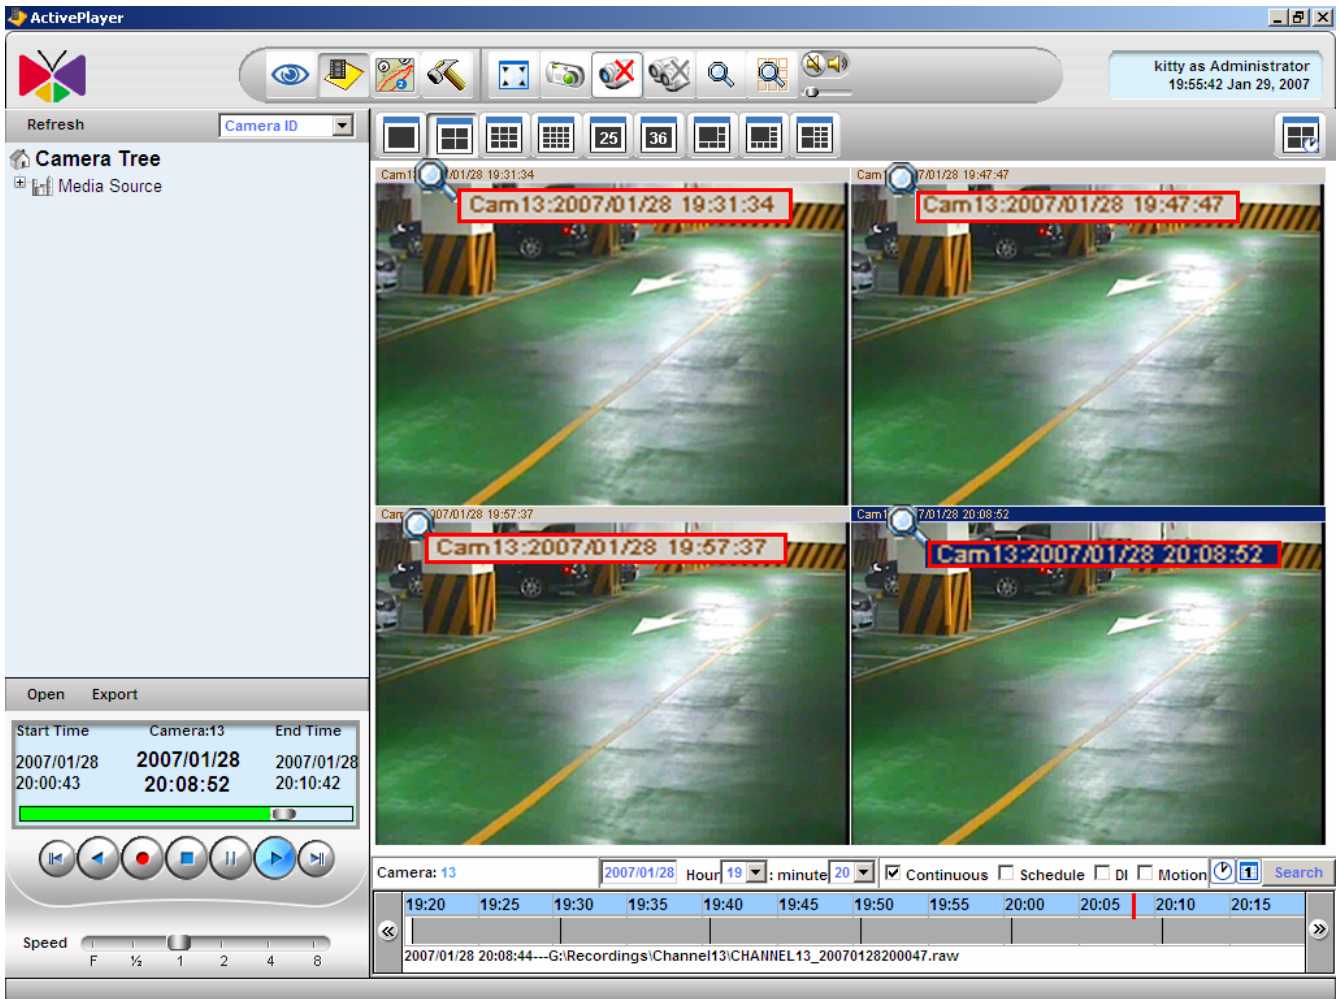 ActivePlayer
kitty as Administrator
19:55:42 Jan 29, 2007
Refresh
Camera ID
25
36
Camera Tree
Media Source
01/28 19:31:34
Cam13:2007/01/28 19:31:34
7/01/28 19:47:47
Cam13:2007/01/28 19:47:47
007/01/28 19:57:37
Cam13:2007/01/28 19:57:37
7/01/28 20:08:52
Cam13:2007/01/28 20:08:52
Open Export
Start Time Camera:13 End Time
2007/01/28 2007/01/28 2007/01/28
20:00:43 20:08:52 20:10:42
Speed
F ½ 1 2 4 8
Camera: 13 2007/01/28 Hour 19 : minute 20 Continuous Schedule DI Motion 1 Search
19:20 19:25 19:30 19:35 19:40 19:45 19:50 19:55 20:00 20:05 20:10 20:15
2007/01/28 20:08:44---G:\Recordings\Channel13\CHANNEL13_20070128200047.raw